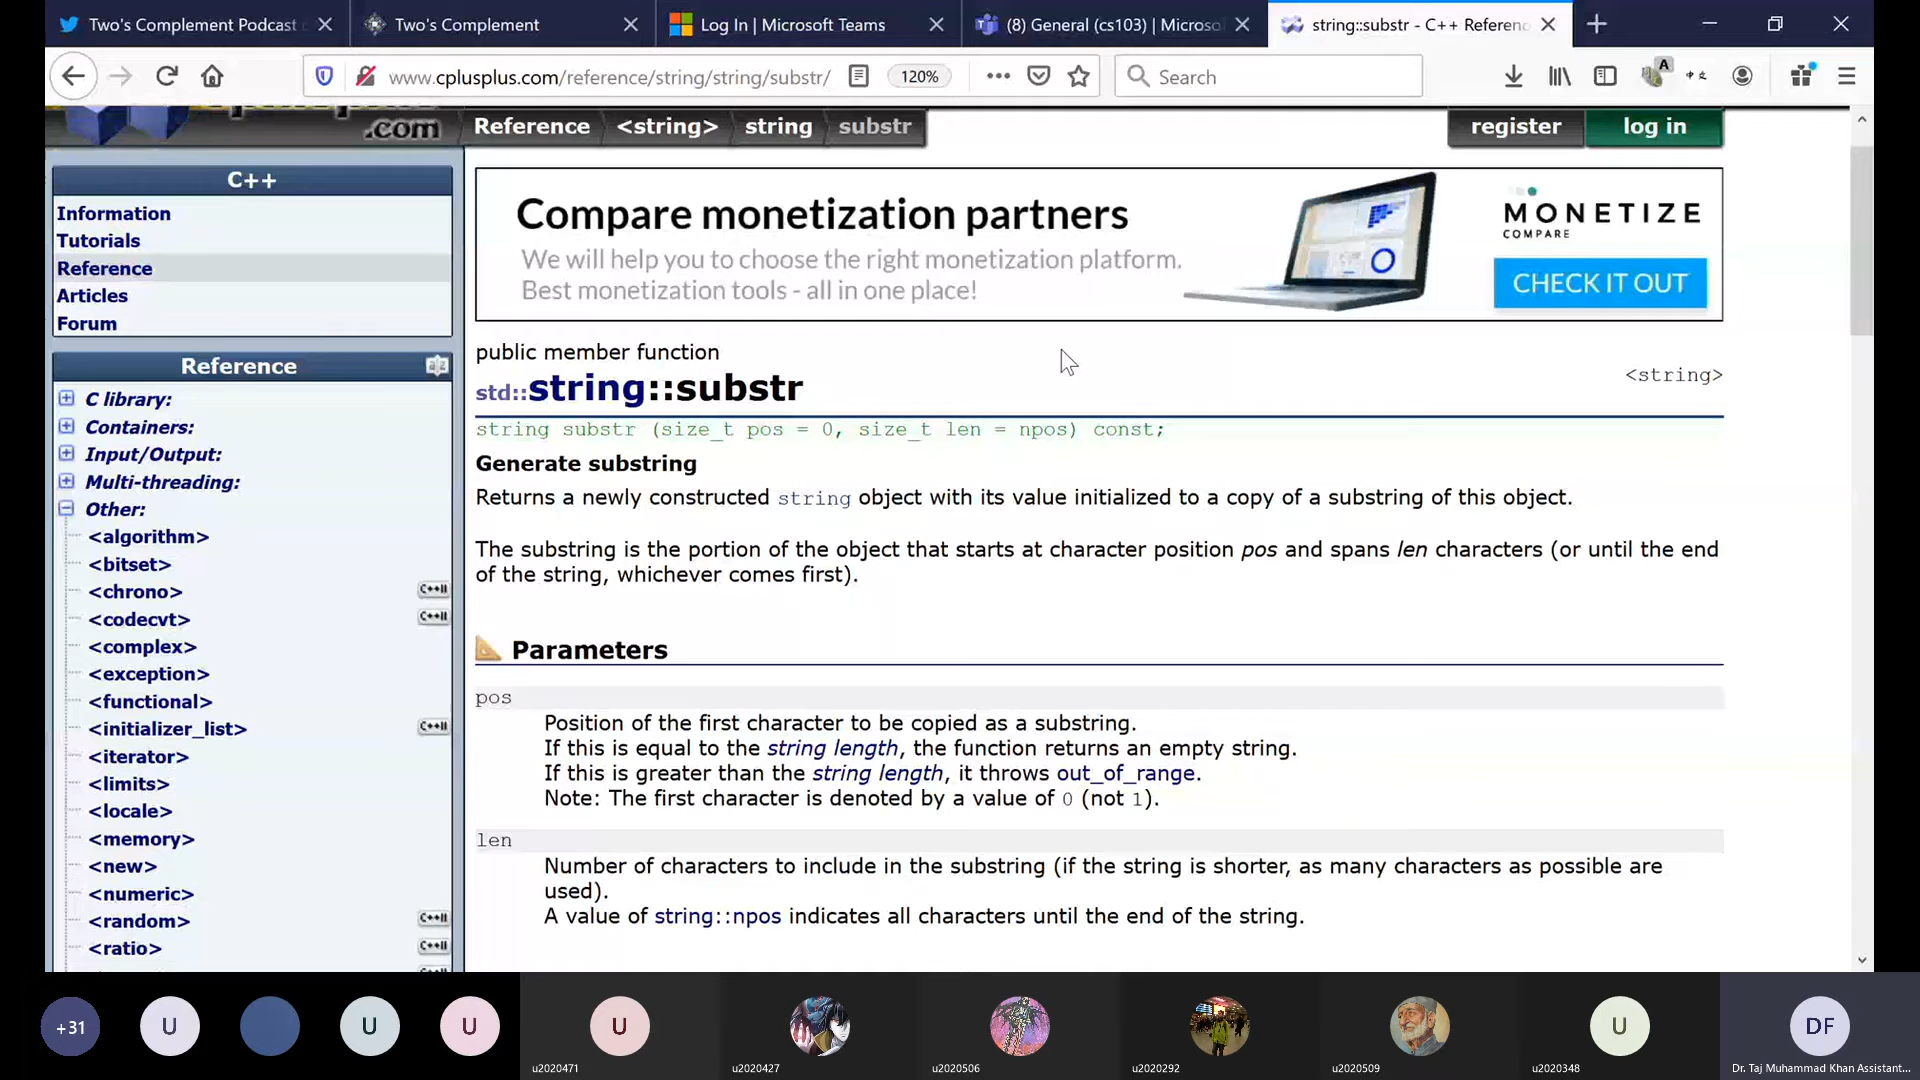 Two's Complement Podcast
Two's Complement
Log In | Microsoft Teams
(8) General (cs103) | Microso
string::substr - C++ Referenc
www.cplusplus.com/reference/string/string/substr/
120%
Search
A
.com
Reference
<string>
string
substr
register
log in
C++
Information
Tutorials
Reference
Articles
Forum
Reference
C library:
Containers:
Input/Output:
Multi-threading:
Other:
<algorithm>
<bitset>
<chrono>
C++11
<codecvt>
C++11
<complex>
<exception>
<functional>
<initializer_list>
C++11
<iterator>
<limits>
<locale>
<memory>
<new>
<numeric>
<random>
C++11
<ratio>
C++11
Compare monetization partners
We will help you to choose the right monetization platform.
Best monetization tools - all in one place!
MONETIZE
COMPARE
CHECK IT OUT
public member function
<string>
std::string::substr
string substr (size_t pos = 0, size_t len = npos) const;
Generate substring
Returns a newly constructed string object with its value initialized to a copy of a substring of this object.
The substring is the portion of the object that starts at character position pos and spans len characters (or until the end
of the string, whichever comes first).
Parameters
pos
Position of the first character to be copied as a substring.
If this is equal to the string length, the function returns an empty string.
If this is greater than the string length, it throws out_of_range.
Note: The first character is denoted by a value of 0 (not 1).
len
Number of characters to include in the substring (if the string is shorter, as many characters as possible are
used).
A value of string::npos indicates all characters until the end of the string.
+31
U
U
U
U
u2020471
u2020427
u2020506
u2020292
u2020509
U
u2020348
DF
Dr. Taj Muhammad Khan Assistant...